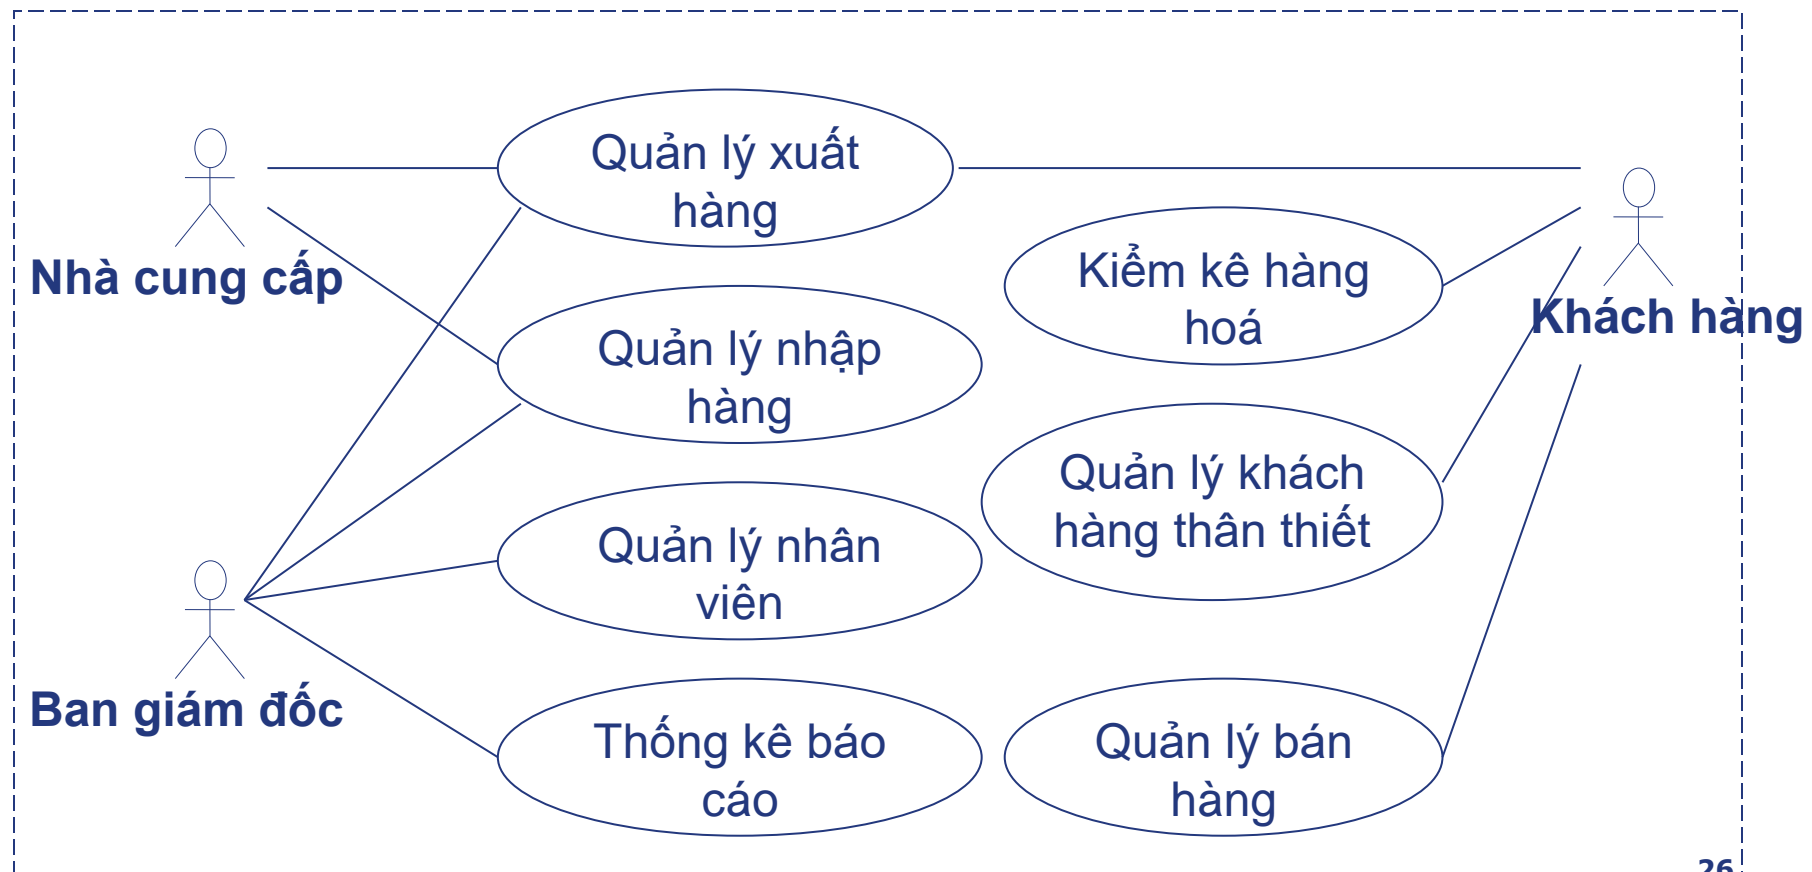 Quản lý xuất
hàng
Nhà cung cấp
Kiểm kê hàng
hoá
Khách hàng
Quản lý nhập
hàng
Quản lý khách
hàng thân thiết
Quản lý nhân
viên
Ban giám đốc
Thống kê báo
cáo
Quản lý bán
hàng
26